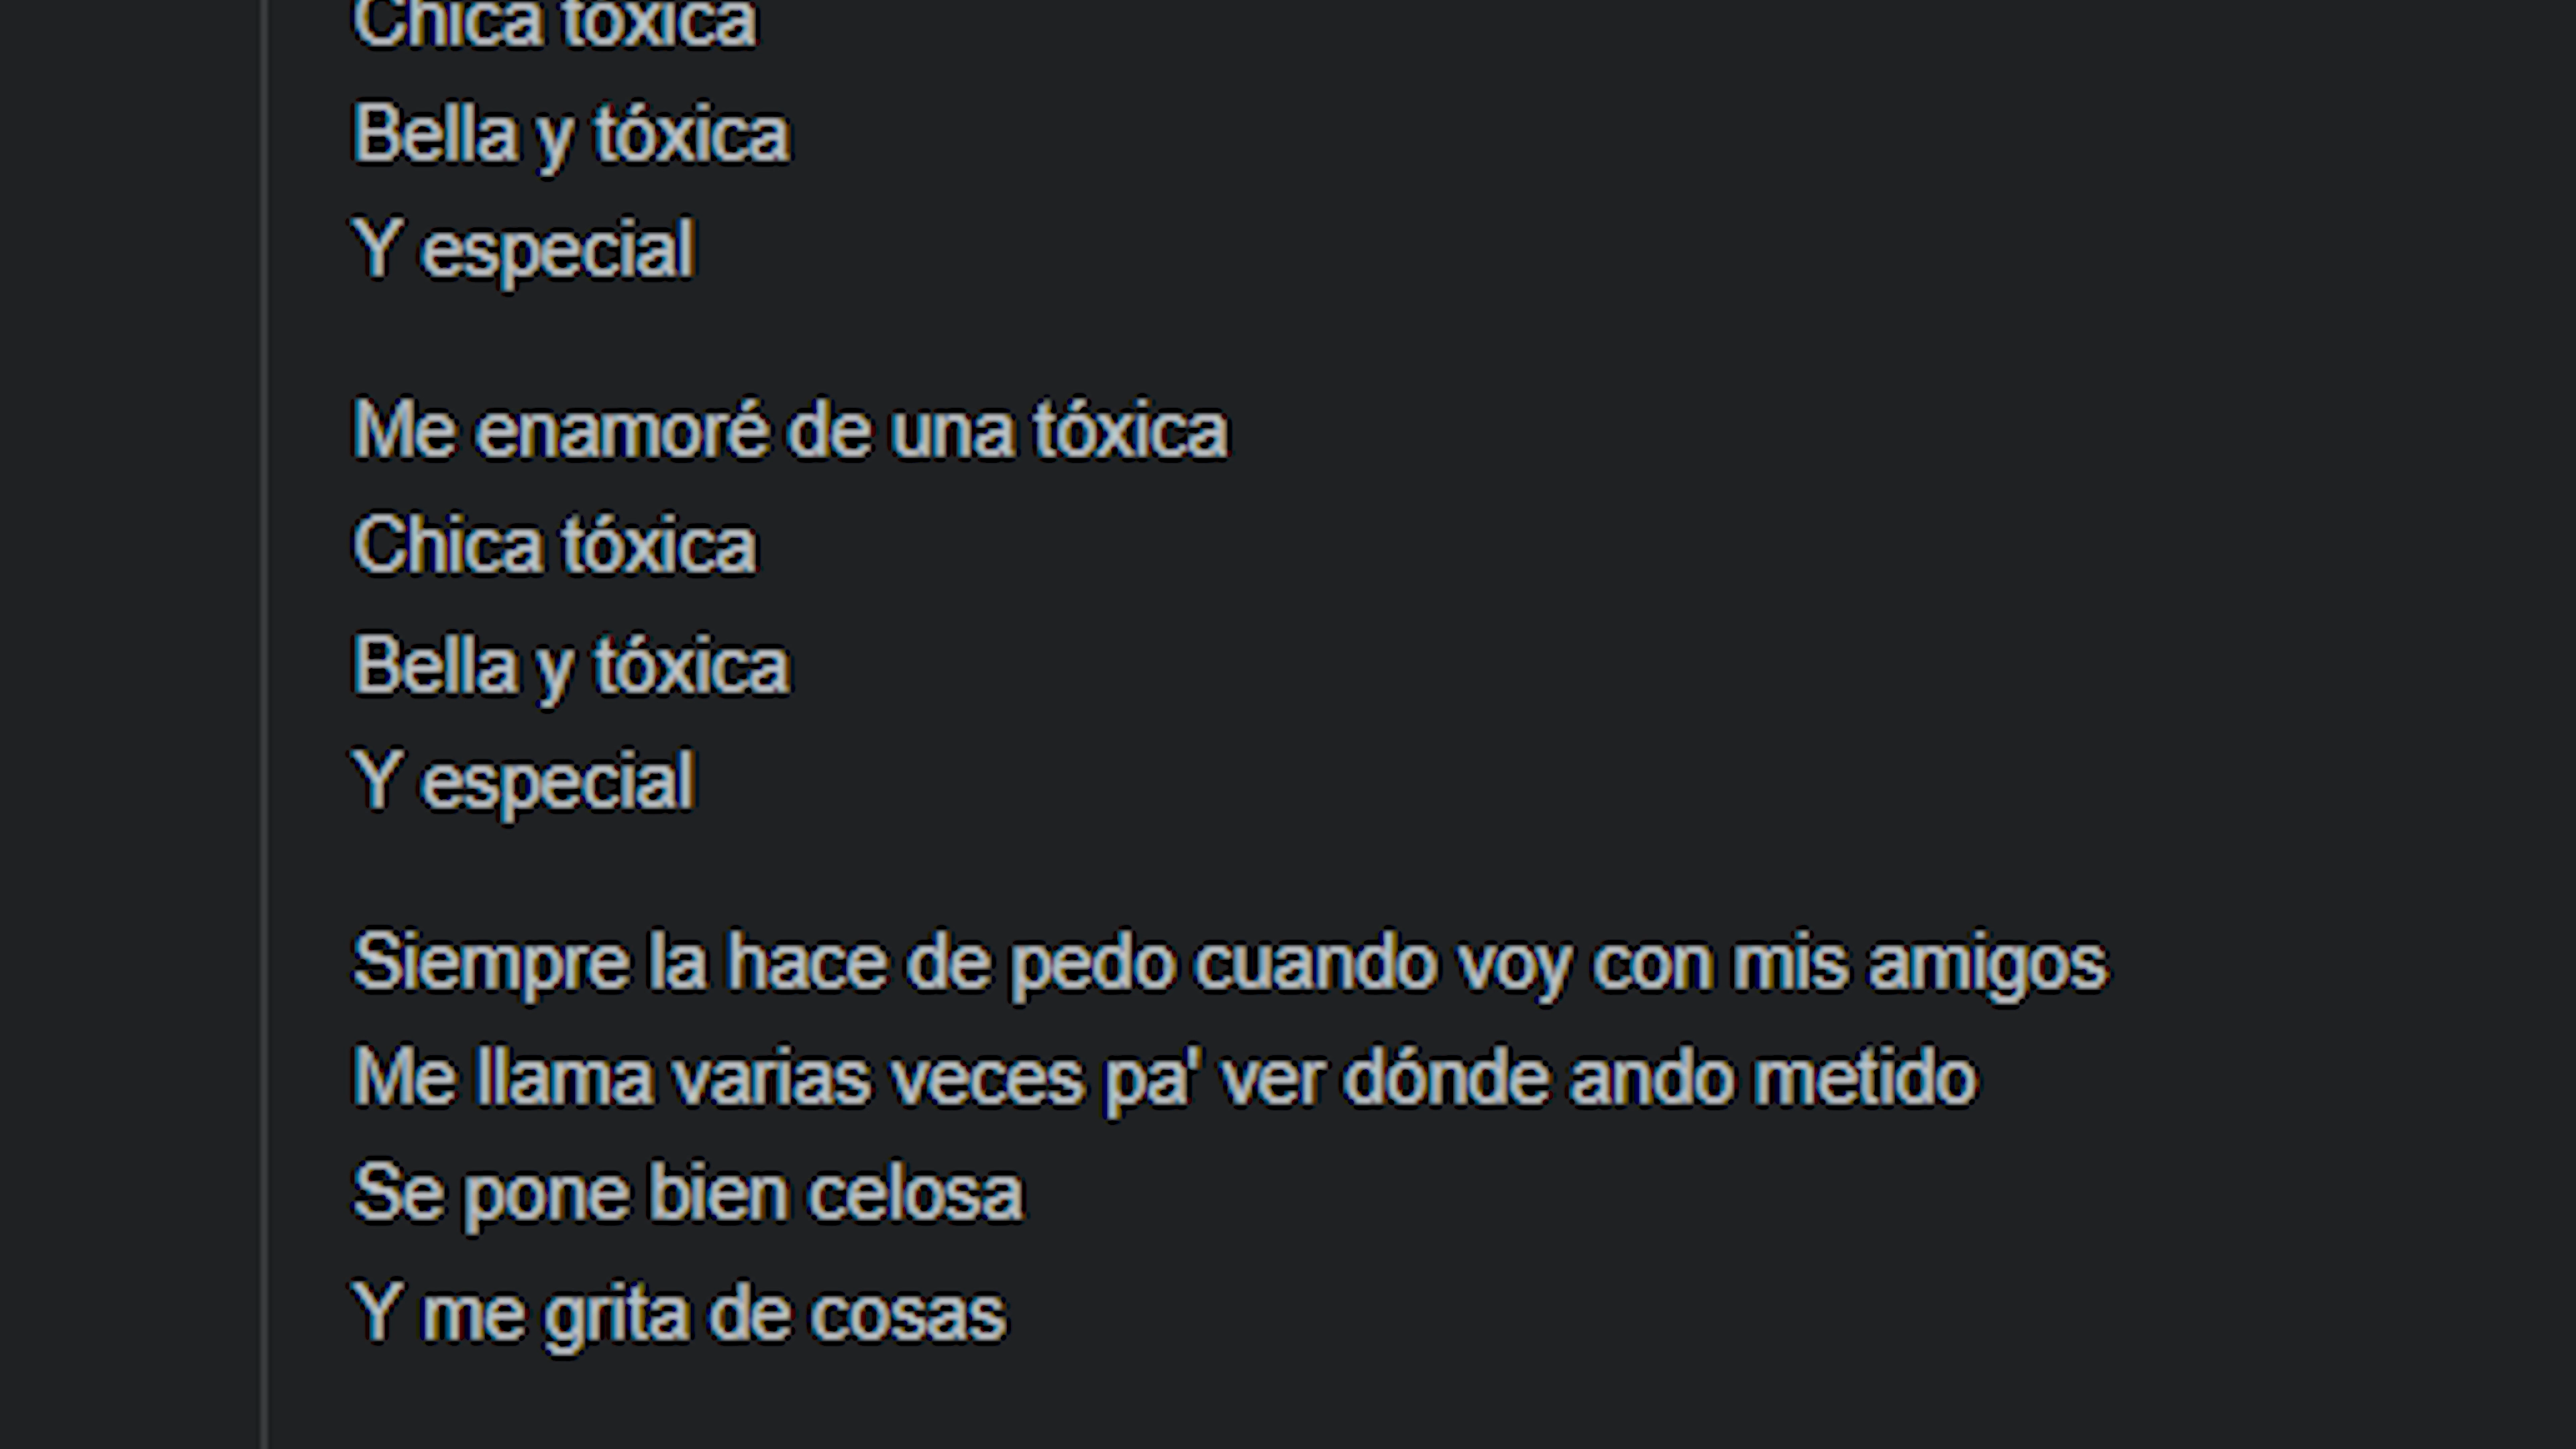 Chica tóxica
Bella y tóxica
Y especial
Me enamoré de una tóxica
Chica tóxica
Bella y tóxica
Y especial
Siempre la hace de pedo cuando voy con mis amigos
Me llama varias veces pa' ver dónde ando metido
Se pone bien celosa
Y me grita de cosas